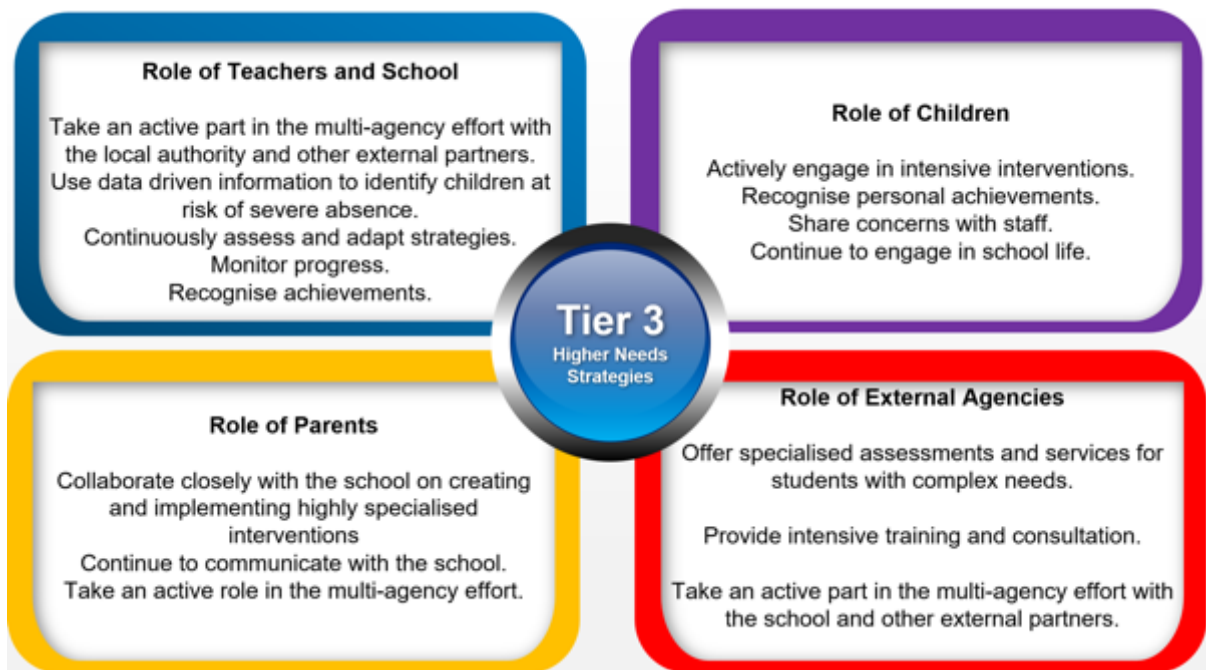 Role of Teachers and School
Take an active part in the multi-agency effort with
the local authority and other external partners.
Use data driven information to identify children at
risk of severe absence.
Continuously assess and adapt strategies.
Monitor progress.
Recognise achievements.
Role of Children
Actively engage in intensive interventions.
Recognise personal achievements.
Share concerns with staff.
Continue to engage in school life.
Tier 3
Higher Needs
Strategies
Role of Parents
Collaborate closely with the school on creating
and implementing highly specialised
interventions
Continue to communicate with the school.
Take an active role in the multi-agency effort.
Role of External Agencies
Offer specialised assessments and services for
students with complex needs.
Provide intensive training and consultation.
Take an active part in the multi-agency effort with
the school and other external partners.